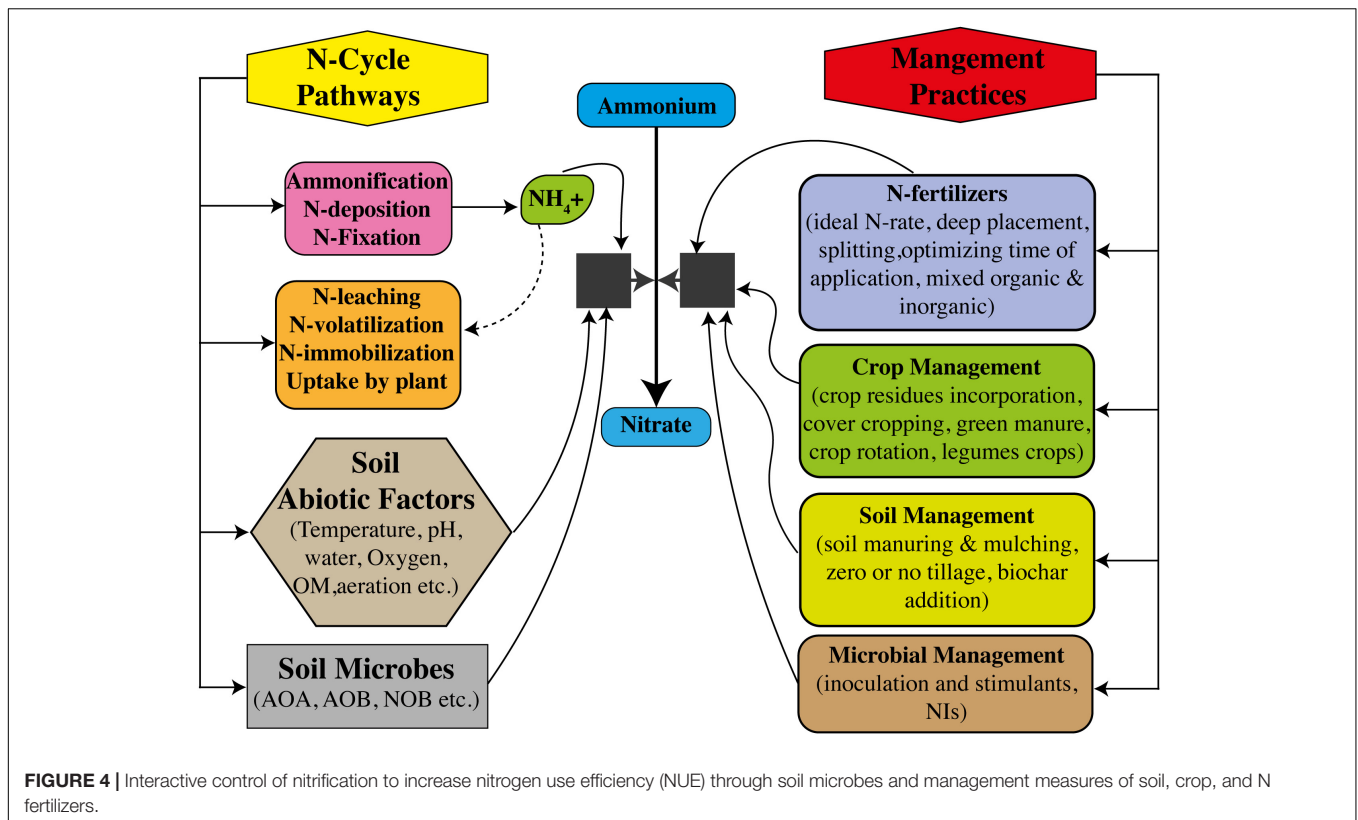 N-Cycle
Pathways
Ammonification
N-deposition
N-Fixation
NH4+
N-leaching
N-volatilization
N-immobilization
Uptake by plant
Soil
Abiotic Factors
(Temperature, pH,
water, Oxygen,
OM,aeration etc.)
Soil Microbes
(AOA, AOB, NOB etc.)
Ammonium
Nitrate
Mangement
Practices
N-fertilizers
(ideal N-rate, deep placement,
splitting,optimizing time of
application, mixed organic &
inorganic)
Crop Management
(crop residues incorporation,
cover cropping, green manure,
crop rotation, legumes crops)
Soil Management
(soil manuring & mulching,
zero or no tillage, biochar
addition)
Microbial Management
(inoculation and stimulants,
NIs)
FIGURE 4 | Interactive control of nitrification to increase nitrogen use efficiency (NUE) through soil microbes and management measures of soil, crop, and N
fertilizers.